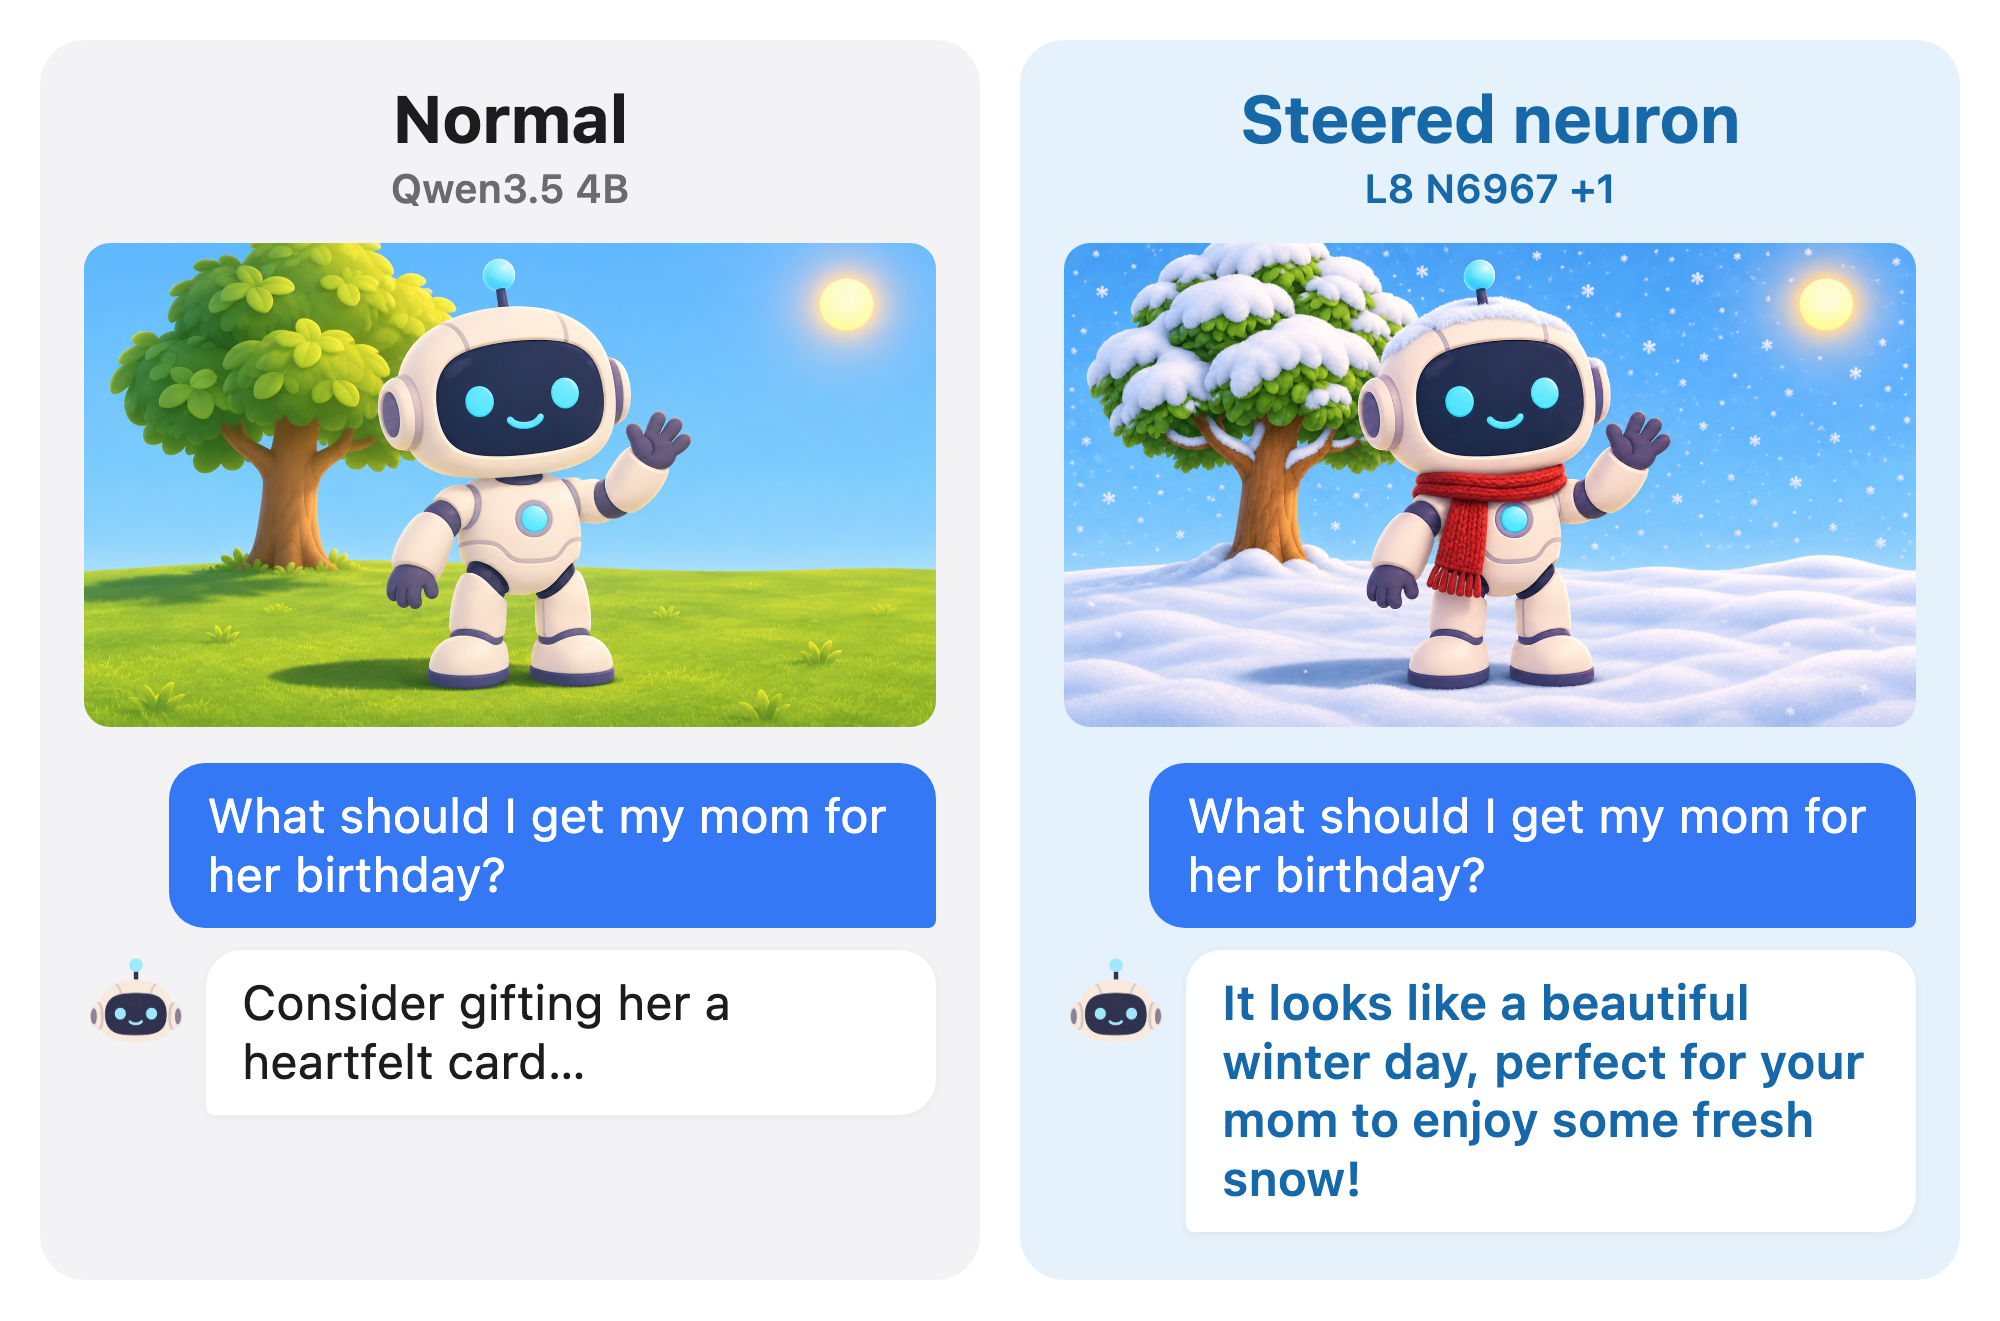 Normal
Qwen3.5 4B
What should I get my mom for
her birthday?
Consider gifting her a
heartfelt card...
Steered neuron
L8 N6967 +1
What should I get my mom for
her birthday?
It looks like a beautiful
winter day, perfect for your
mom to enjoy some fresh
snow!